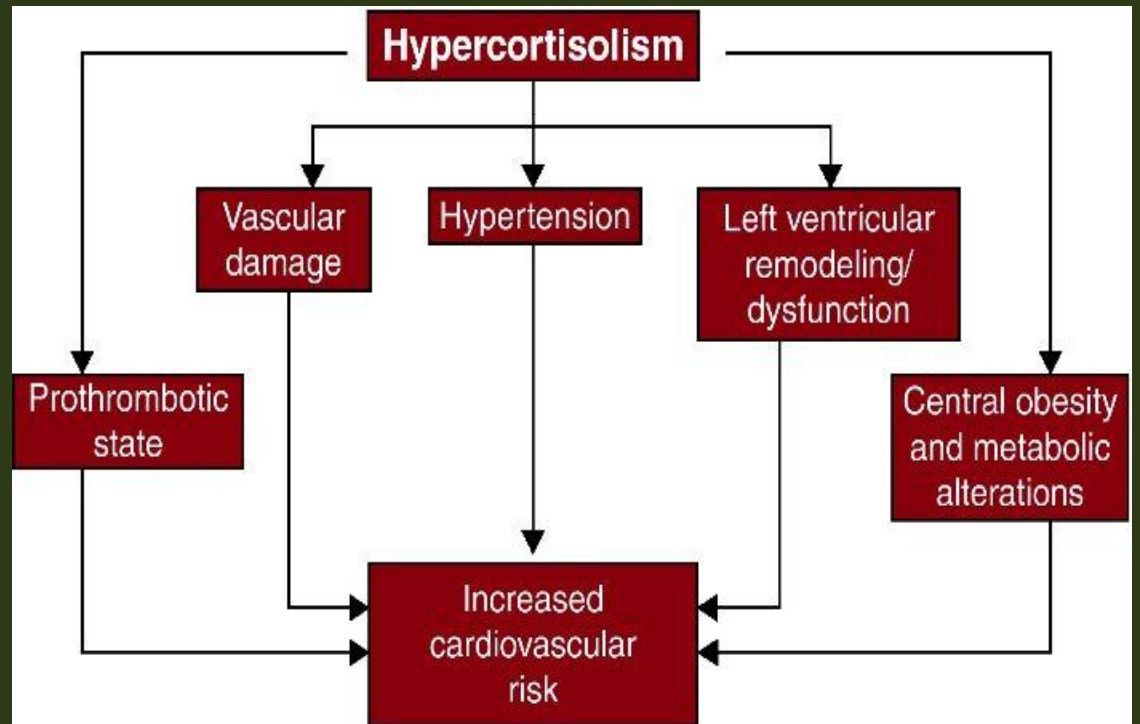 Hypercortisolism
Vascular
damage
Hypertension
Left ventricular
remodeling/
dysfunction
Prothrombotic
state
Central obesity
and metabolic
alterations
Increased
cardiovascular
risk